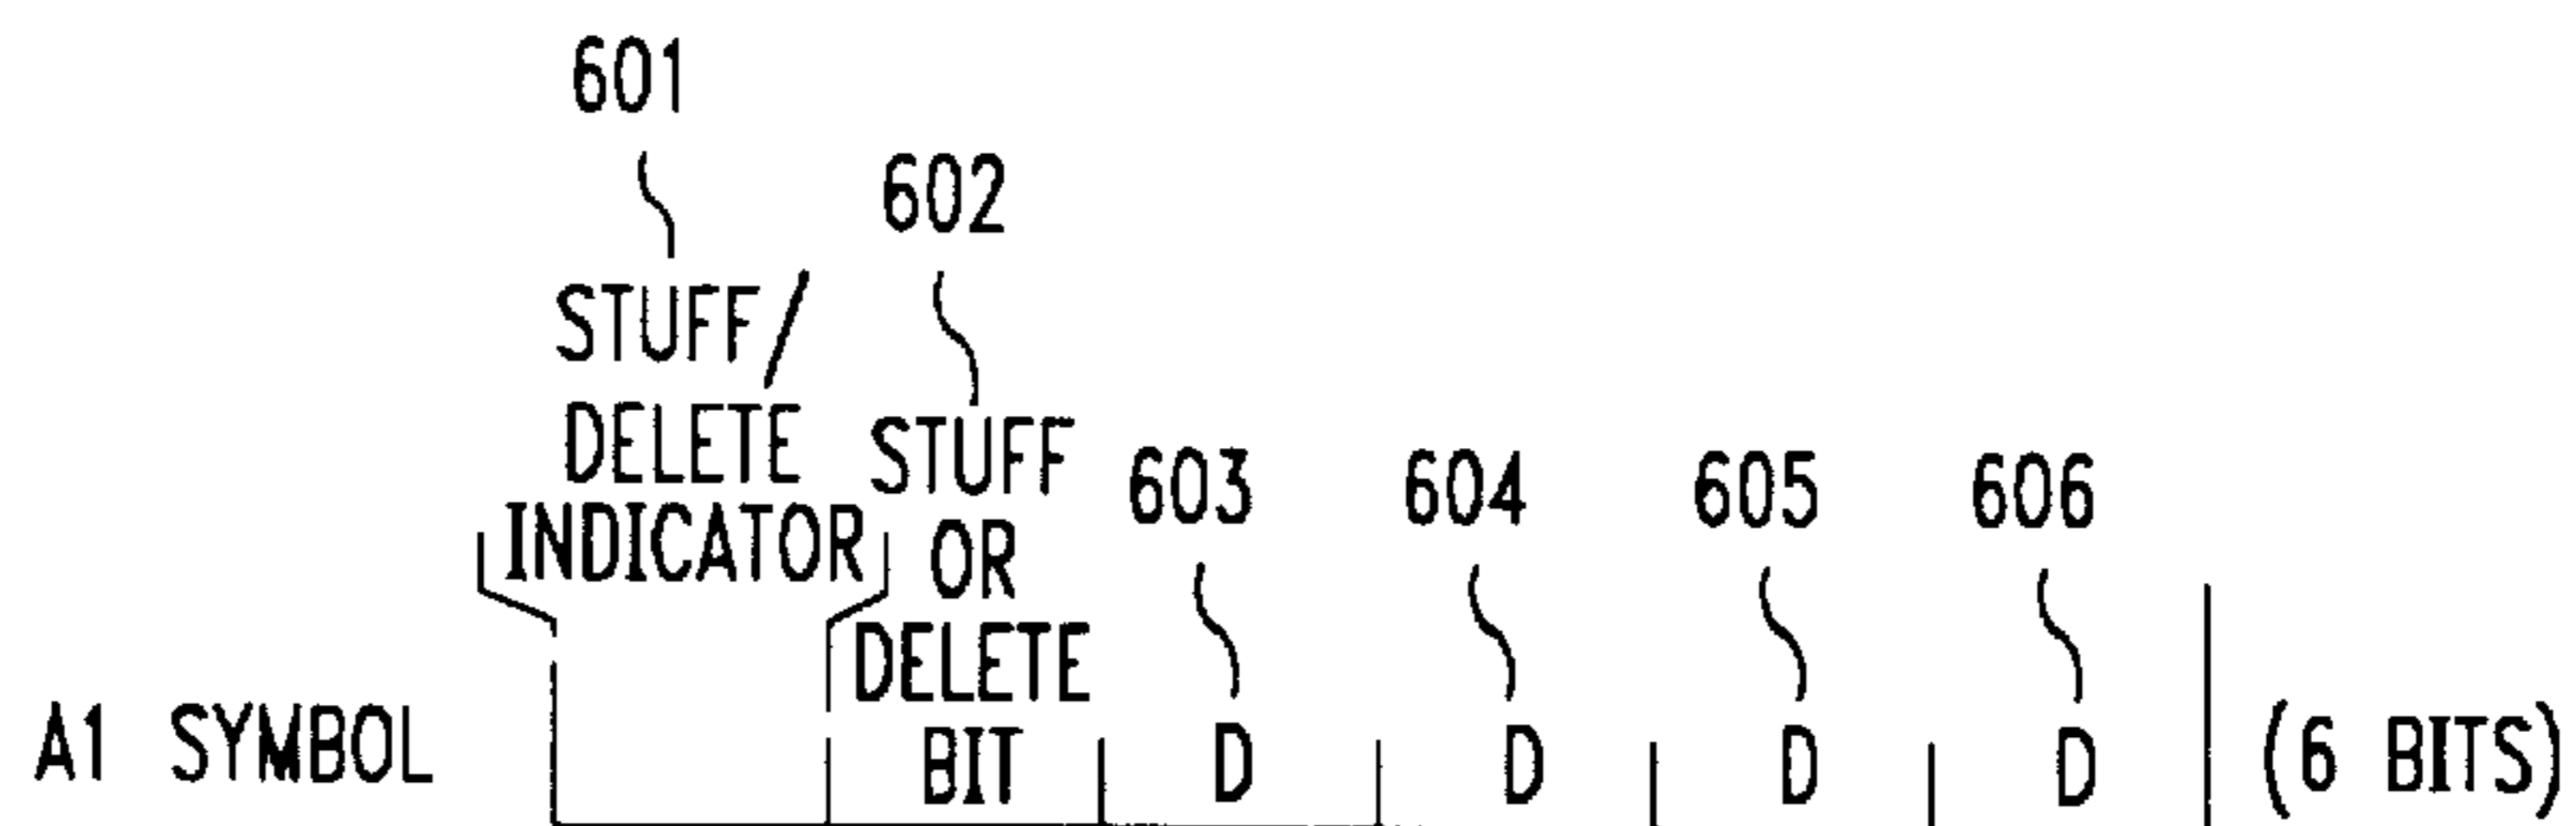 601
602
STUFF/
DELETE
INDICATOR
STUFF
OR
DELETE
BIT
603
604
605
606
A1 SYMBOL
D
D
D
D
(6 BITS)